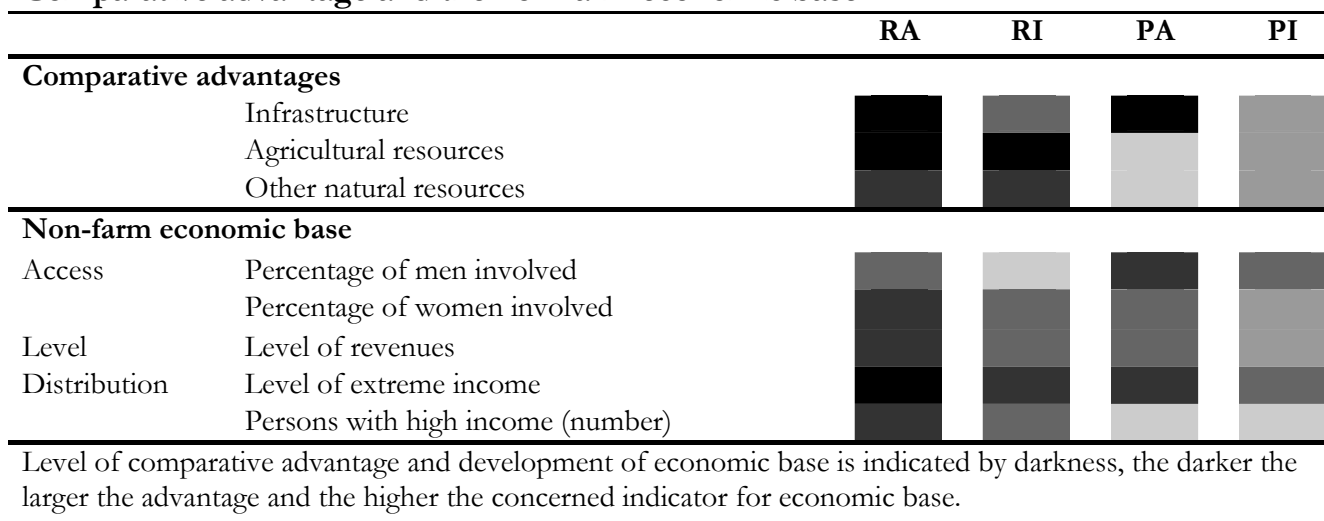 RA RI PA PI
Comparative advantages
Infrastructure
Agricultural resources
Other natural resources
Non-farm economic base
Access Percentage of men involved
Percentage of women involved
Level Level of revenues
Distribution Level of extreme income
Persons with high income (number)
Level of comparative advantage and development of economic base is indicated by darkness, the darker the
larger the advantage and the higher the concerned indicator for economic base.